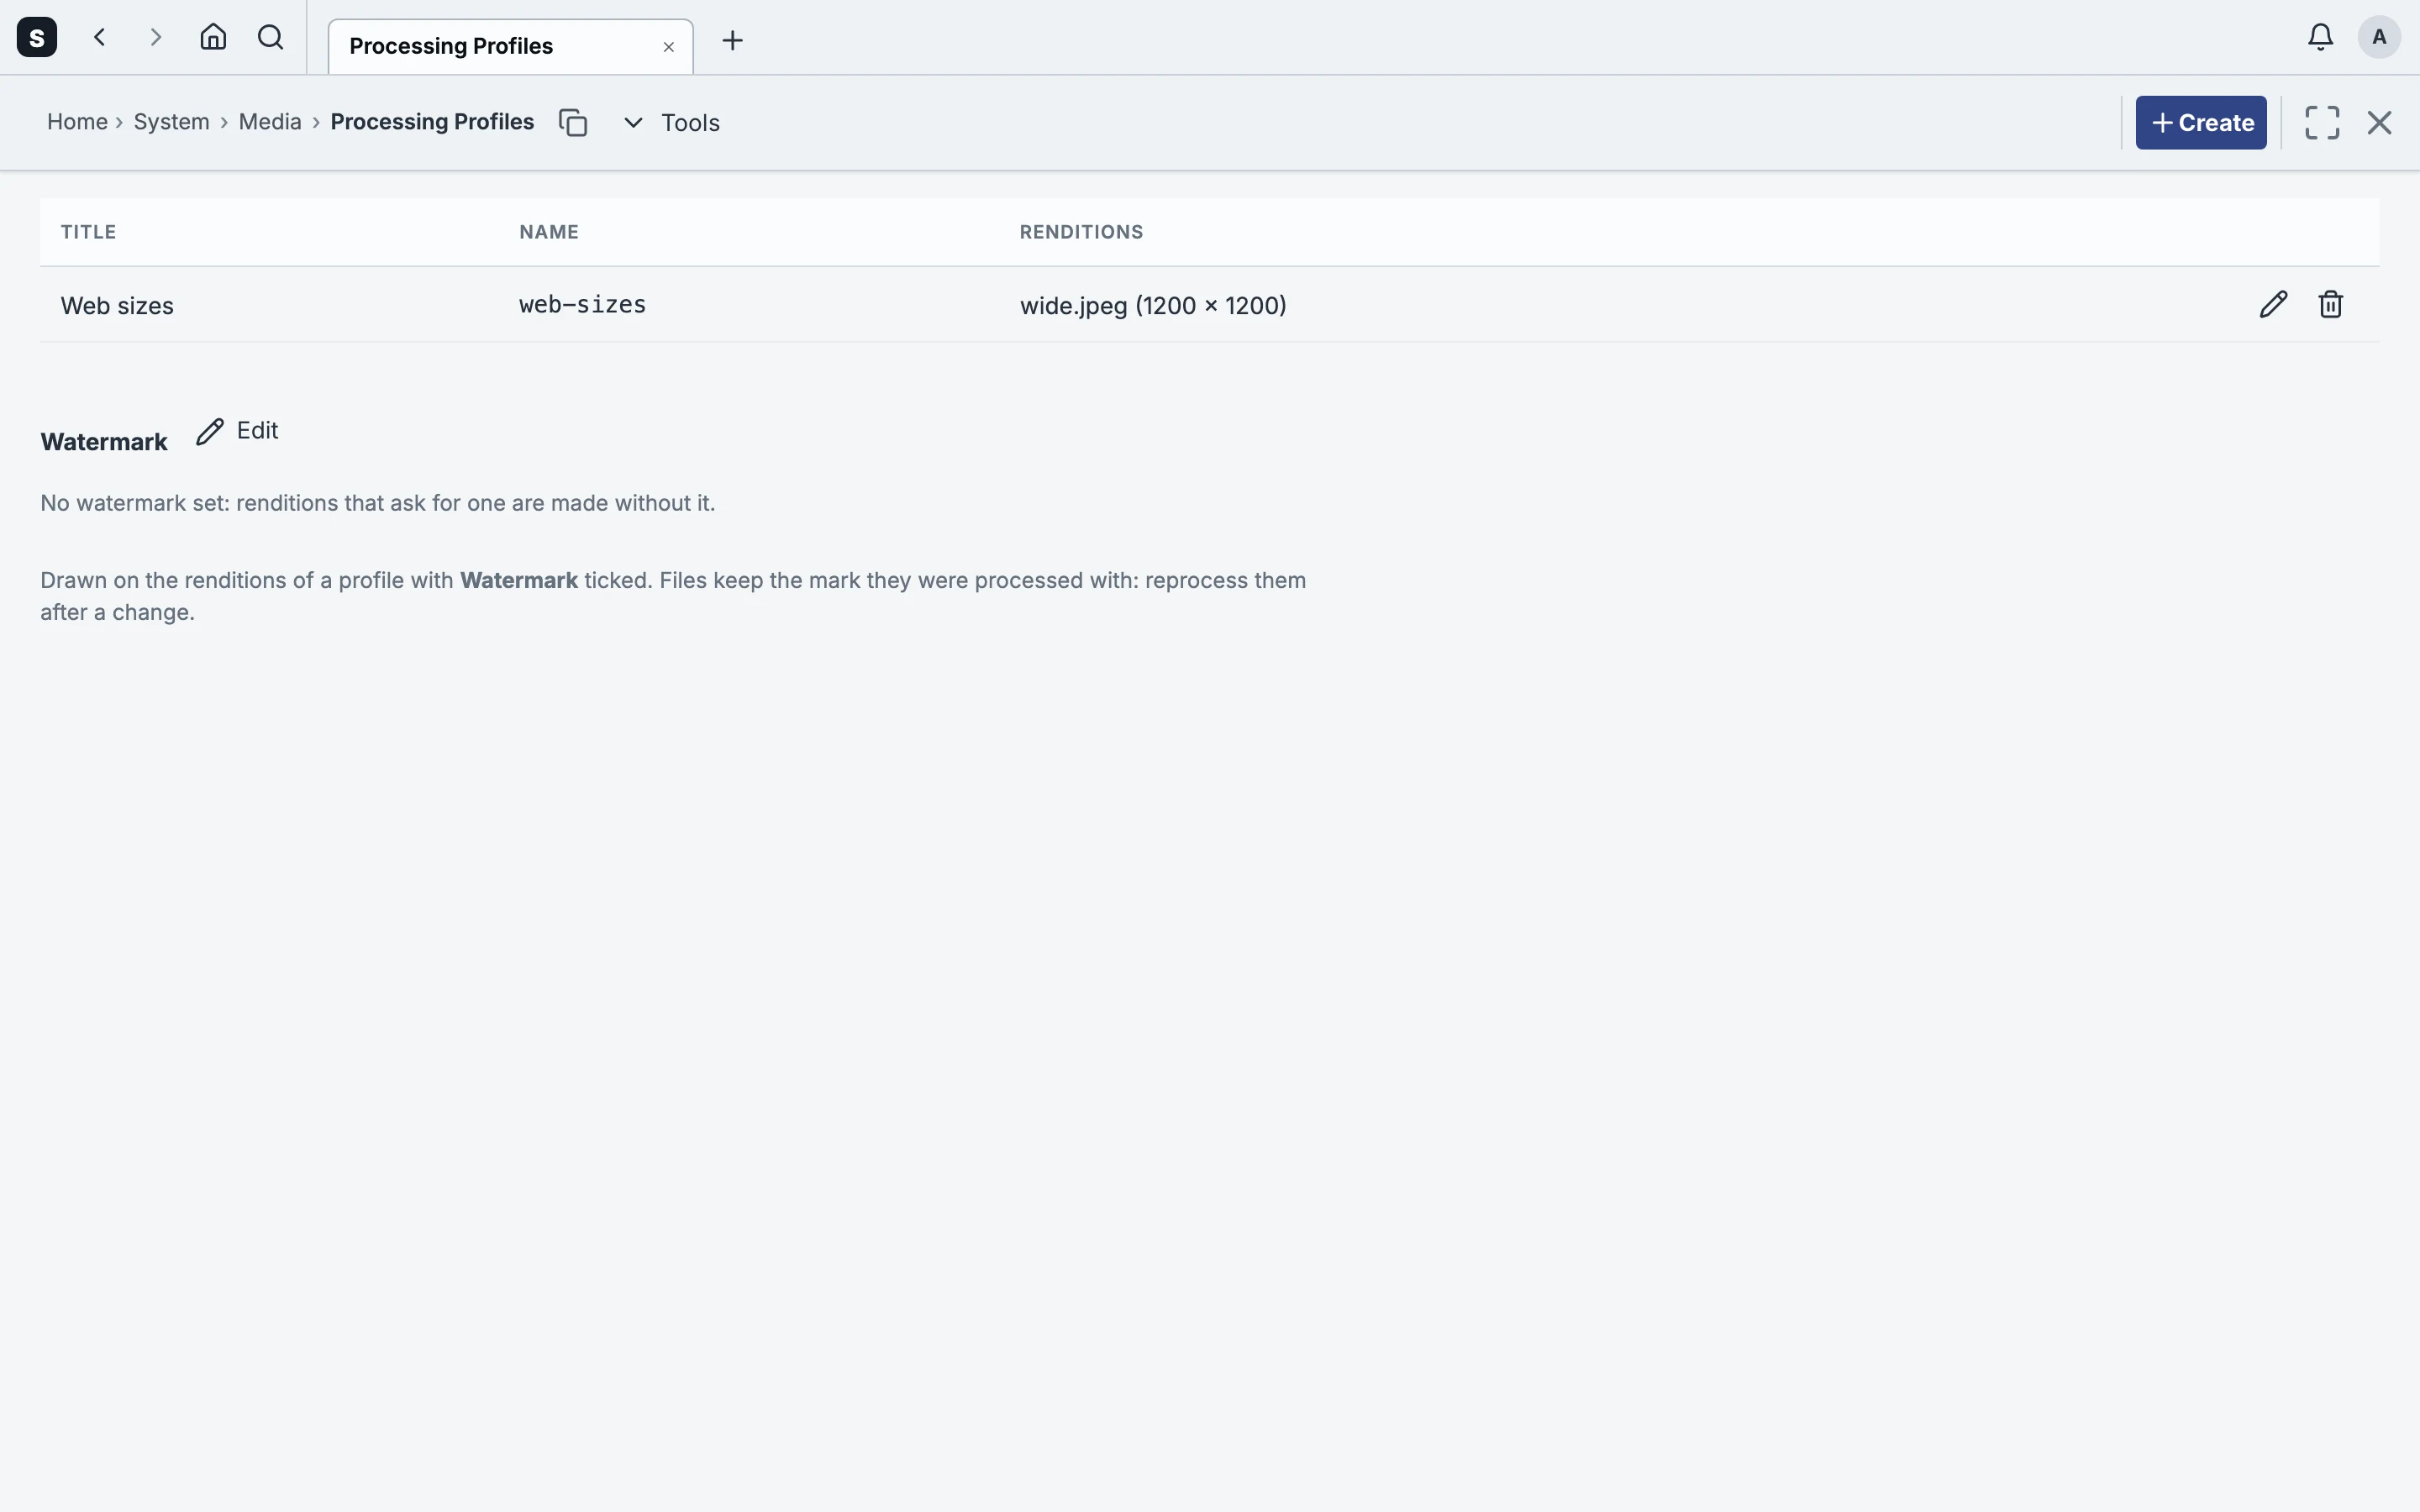 S
Processing Profiles
A
Home › System › Media › Processing Profiles
Tools
Create
TITLE NAME RENDITIONS
Web sizes web-sizes wide.jpeg (1200 × 1200)
Watermark Edit
No watermark set: renditions that ask for one are made without it.
Drawn on the renditions of a profile with Watermark ticked. Files keep the mark they were processed with: reprocess them
after a change.